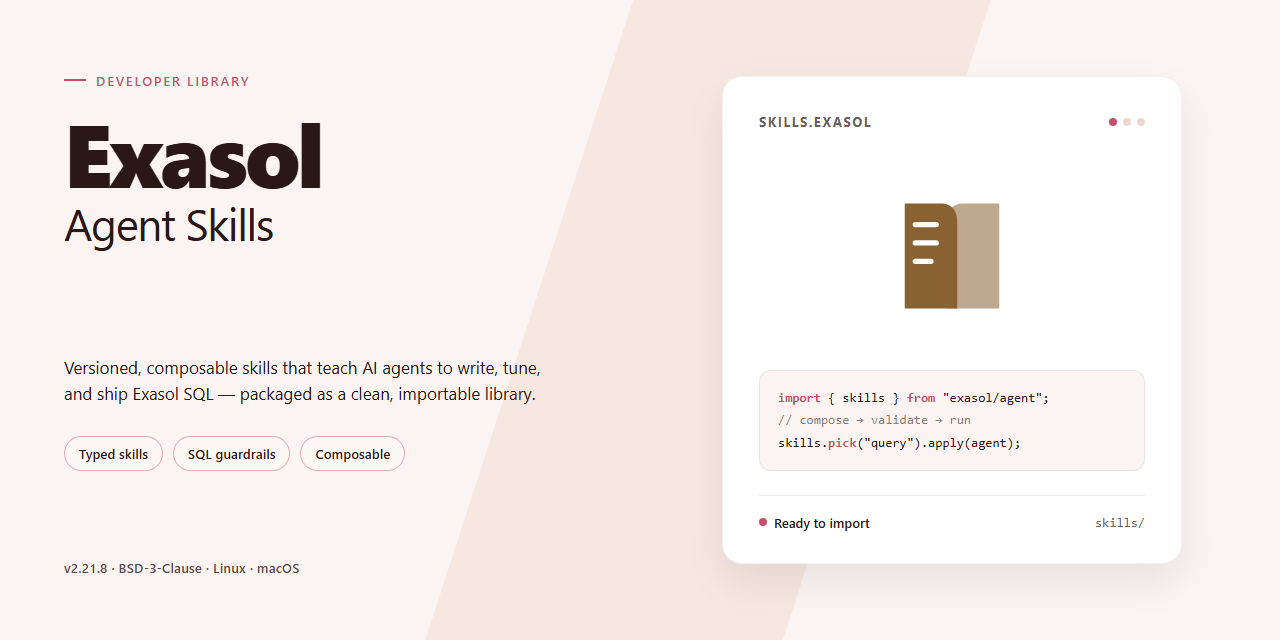 DEVELOPER LIBRARY
Exasol
Agent Skills
Versioned, composable skills that teach AI agents to write, tune,
and ship Exasol SQL — packaged as a clean, importable library.
Typed skills
SQL guardrails
Composable
v2.21.8 · BSD-3-Clause · Linux · macOS
SKILLS.EXASOL
import { skills } from "exasol/agent";
// compose → validate → run
skills.pick("query").apply(agent);
Ready to import
skills/